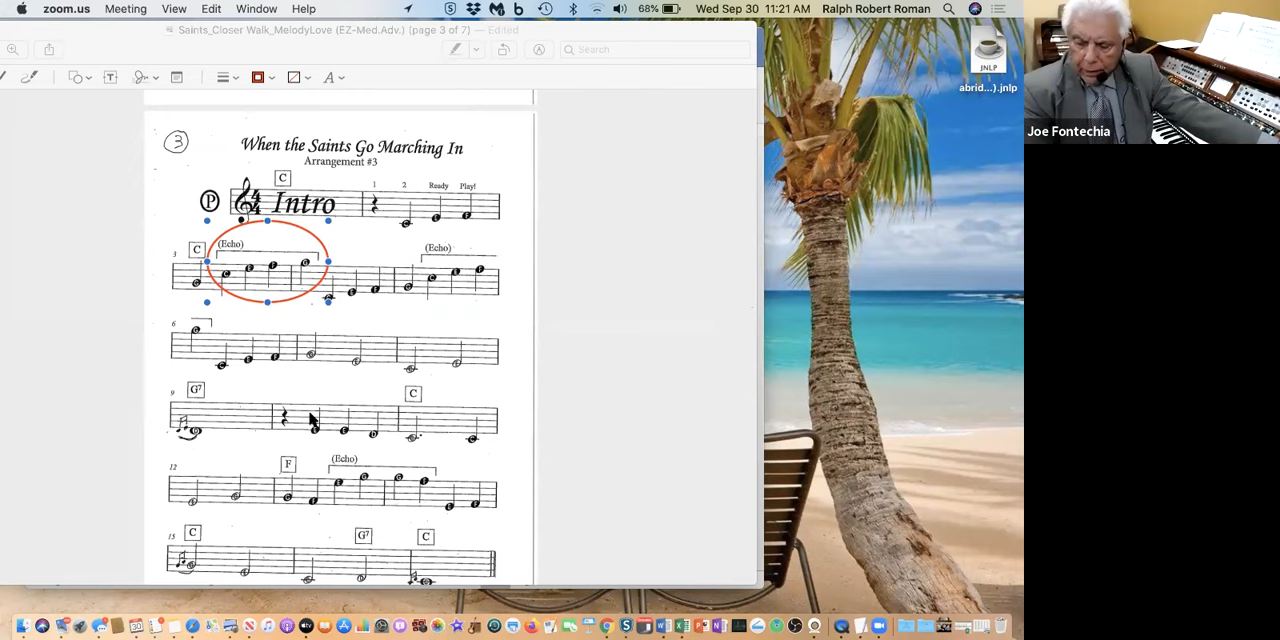 zoom.us Meeting View Edit Window Help 68% Wed Sep 30 11:21 AM Ralph Robert Roman
Saints_Closer Walk_MelodyLove (EZ-Med.Adv.) (page 3 of 7) — Edited
Search
JNLP
abrid...).jnlp
Joe Fontechia
3
When the Saints Go Marching In
Arrangement #3
C
1 2 Ready Play!
P Intro
C (Echo) (Echo)
3
6
G7 C
9
F (Echo)
12
C G7 C
15